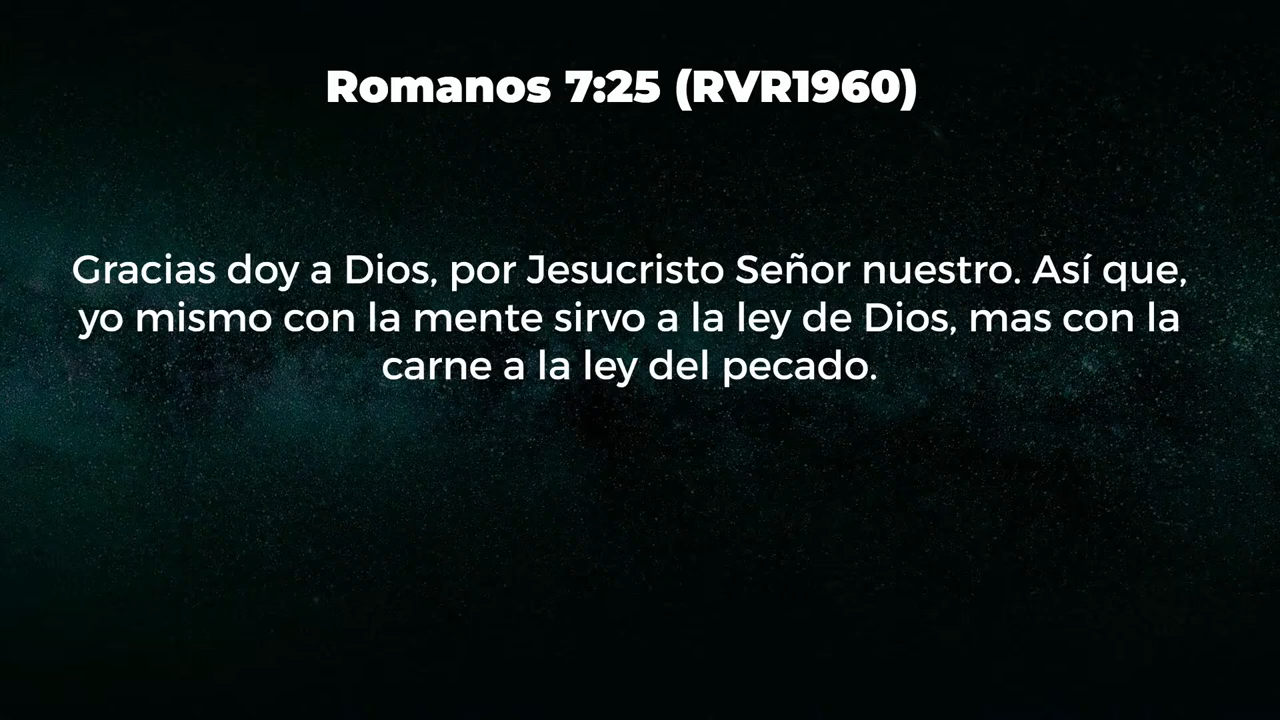 Romanos 7:25 (RVR1960)
Gracias doy a Dios, por Jesucristo Señor nuestro. Así que,
yo mismo con la mente sirvo a la ley de Dios, mas con la
carne a la ley del pecado.